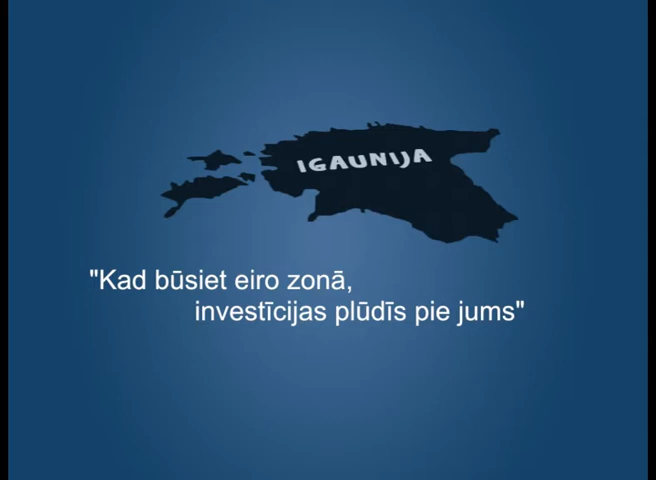 IGAUNIJA
"Kad būsiet eiro zonā,
investīcijas plūdīs pie jums"